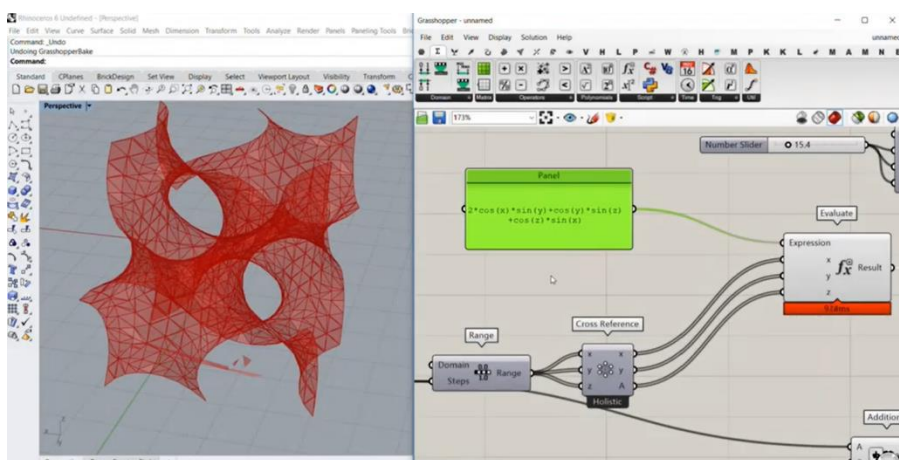 Rhinoceros 6 Undefined - [Perspective]
File Edit View Curve Surface Solid Mesh Dimension Transform Tools Analyze Render Panels Paneling Tools
Command: _Undo
Undoing GrasshopperBake
Command:
Standard CPlanes BrickDesign Set View Display Select Viewport Layout Visibility Transform
Perspective
Grasshopper - unnamed
File Edit View Display Solution Help
unnamed
V H L P W H M P K K L M A M N
Domain Matrix Operators Polynomials Script Time Trig Util
173%
Number Slider 15.4
Panel
2*cos(x)*sin(y)+cos(y)*sin(z)
+cos(z)*sin(x)
Evaluate
Expression
x
y
z
Result
Cross Reference
x x
y y
z A
Holistic
Range
Domain
Steps
Range
Addition
A